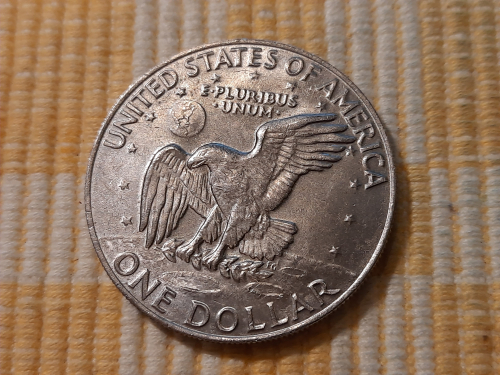 UNITED STATES OF AMERICA
E·PLURIBUS
UNUM·
ONE DOLLAR